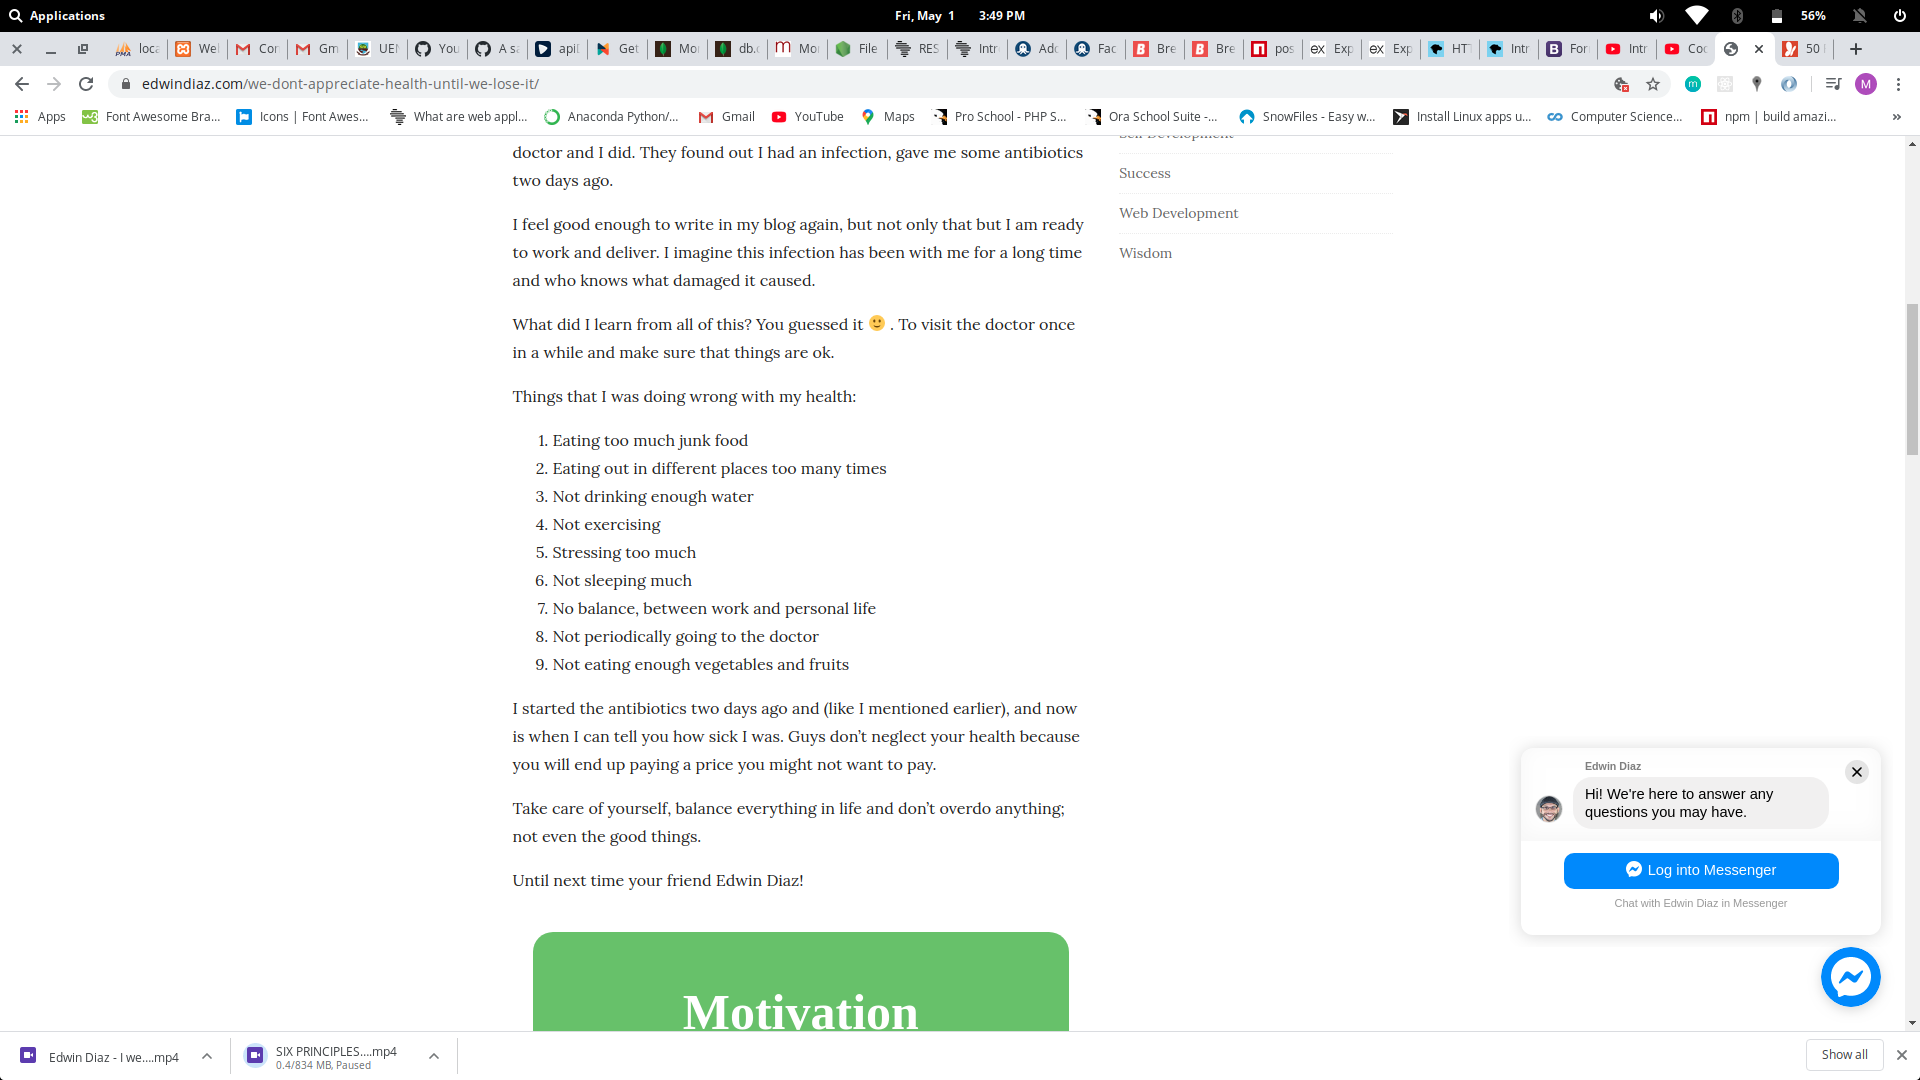 Applications
Fri, May 1 3:49 PM
56%
loca
Wel
Con
Gm
UEN
You
A sa
apil
Get
Mon
db.c
Mon
File
RES
Intr
Adc
Fac
Bre
Bre
pos
Exp
Exp
HT
Intr
For
Intr
Coc
50
edwindiaz.com/we-dont-appreciate-health-until-we-lose-it/
M
Apps
Font Awesome Bra...
Icons | Font Awes...
What are web appl...
Anaconda Python/...
Gmail
YouTube
Maps
Pro School - PHP S...
Ora School Suite -...
SnowFiles - Easy w...
Install Linux apps u...
Computer Science...
npm | build amazi...
»
doctor and I did. They found out I had an infection, gave me some antibiotics
two days ago.
I feel good enough to write in my blog again, but not only that but I am ready
to work and deliver. I imagine this infection has been with me for a long time
and who knows what damaged it caused.
What did I learn from all of this? You guessed it 🙂 . To visit the doctor once
in a while and make sure that things are ok.
Things that I was doing wrong with my health:
1. Eating too much junk food
2. Eating out in different places too many times
3. Not drinking enough water
4. Not exercising
5. Stressing too much
6. Not sleeping much
7. No balance, between work and personal life
8. Not periodically going to the doctor
9. Not eating enough vegetables and fruits
I started the antibiotics two days ago and (like I mentioned earlier), and now
is when I can tell you how sick I was. Guys don’t neglect your health because
you will end up paying a price you might not want to pay.
Take care of yourself, balance everything in life and don’t overdo anything;
not even the good things.
Until next time your friend Edwin Diaz!
Motivation
Self Development
Success
Web Development
Wisdom
Edwin Diaz
Hi! We're here to answer any
questions you may have.
Log into Messenger
Chat with Edwin Diaz in Messenger
Edwin Diaz - I we....mp4
SIX PRINCIPLES....mp4
0.4/834 MB, Paused
Show all